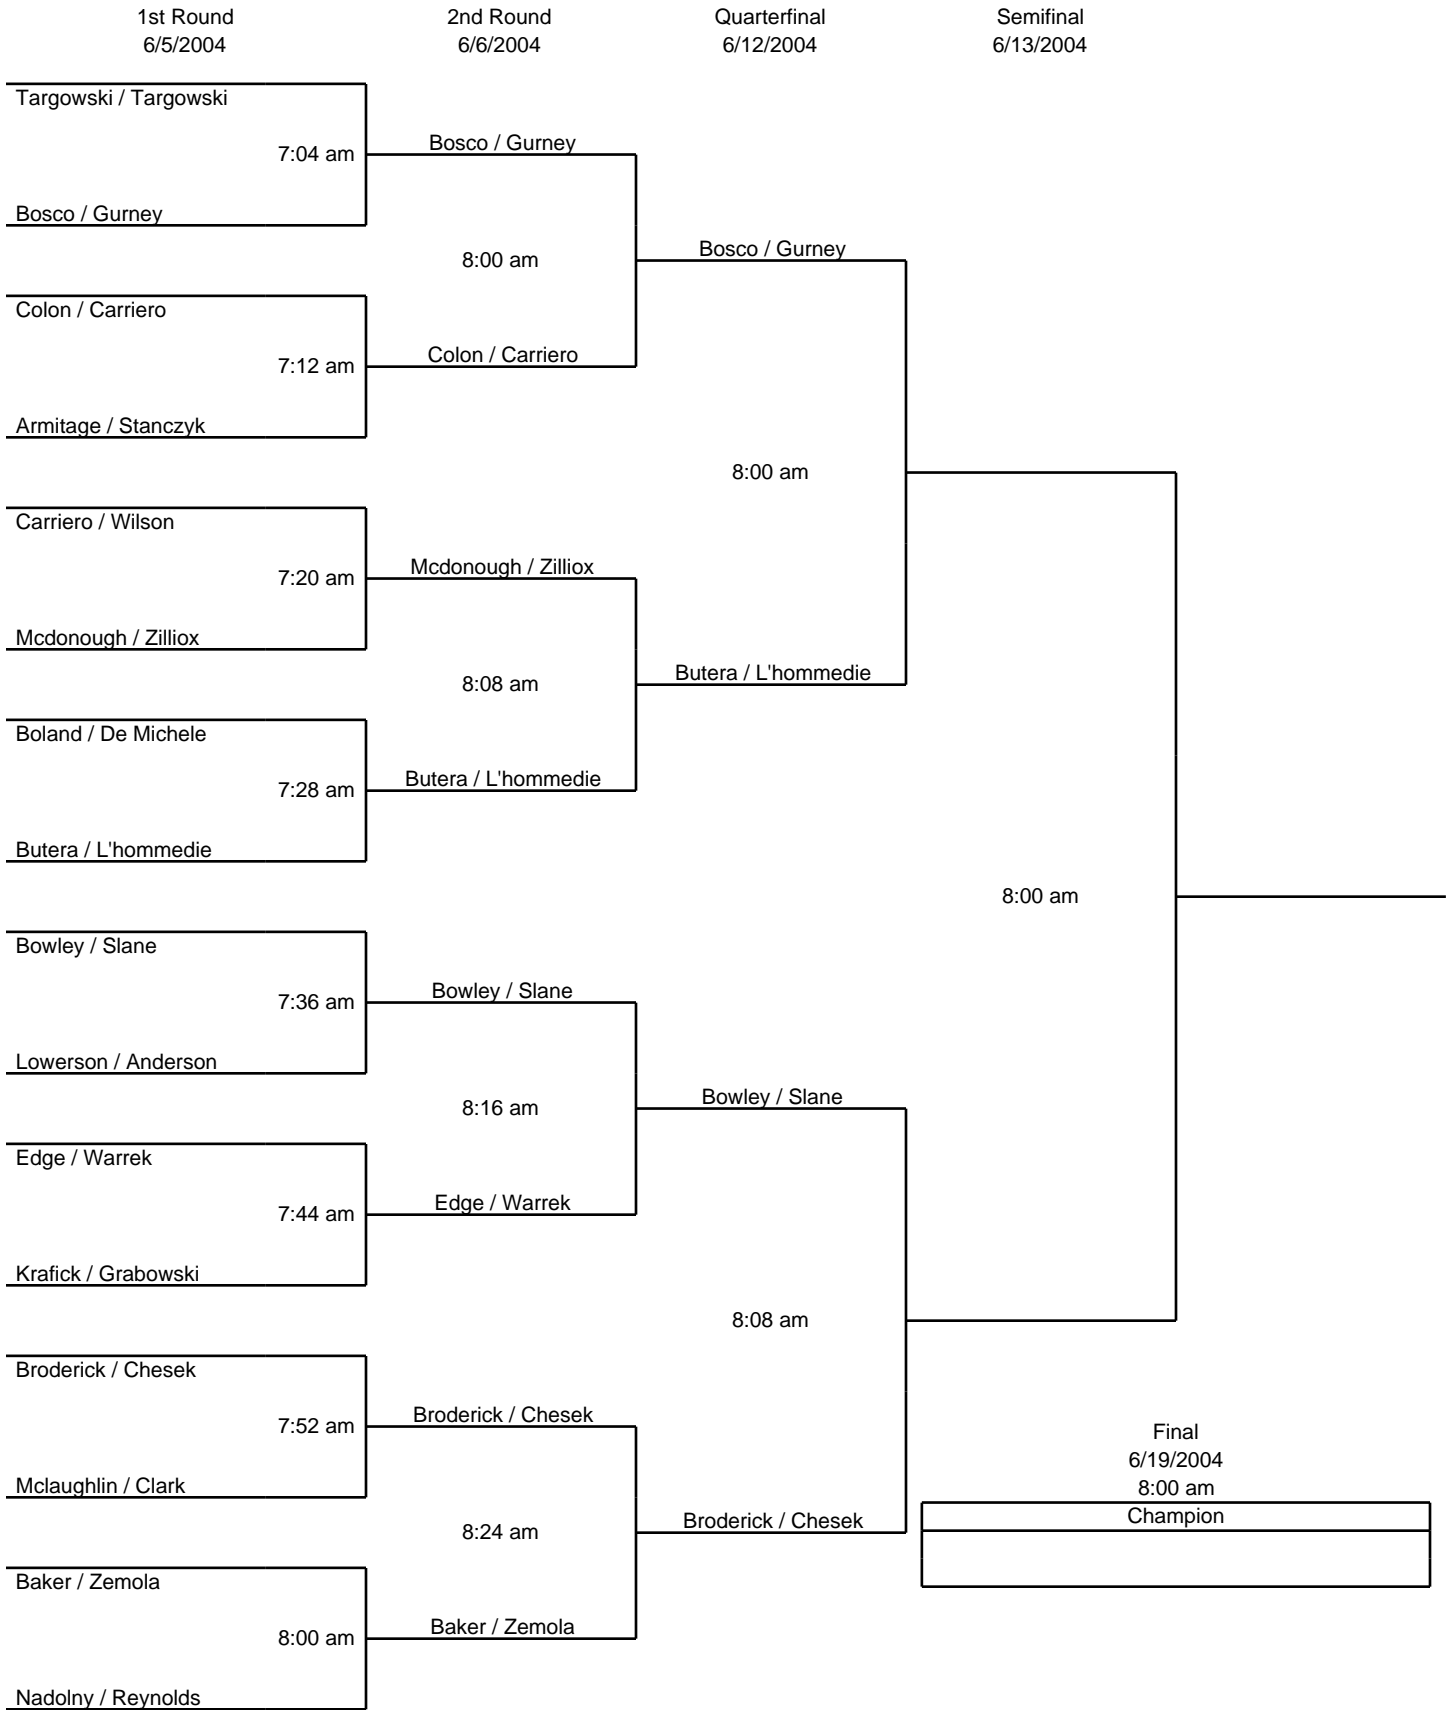 1st Round
6/5/2004
2nd Round
6/6/2004
Quarterfinal
6/12/2004
Semifinal
6/13/2004
Targowski / Targowski
7:04 am
Bosco / Gurney
Colon / Carriero
7:12 am
Armitage / Stanczyk
Carriero / Wilson
7:20 am
Mcdonough / Zilliox
Boland / De Michele
7:28 am
Butera / L'hommedie
Bowley / Slane
7:36 am
Lowerson / Anderson
Edge / Warrek
7:44 am
Krafick / Grabowski
Broderick / Chesek
7:52 am
Mclaughlin / Clark
Baker / Zemola
8:00 am
Nadolny / Reynolds
Bosco / Gurney
8:00 am
Colon / Carriero
Mcdonough / Zilliox
8:08 am
Butera / L'hommedie
Bowley / Slane
8:16 am
Edge / Warrek
Broderick / Chesek
8:24 am
Baker / Zemola
Bosco / Gurney
8:00 am
Butera / L'hommedie
Bowley / Slane
8:08 am
Broderick / Chesek
8:00 am
Final
6/19/2004
8:00 am
Champion